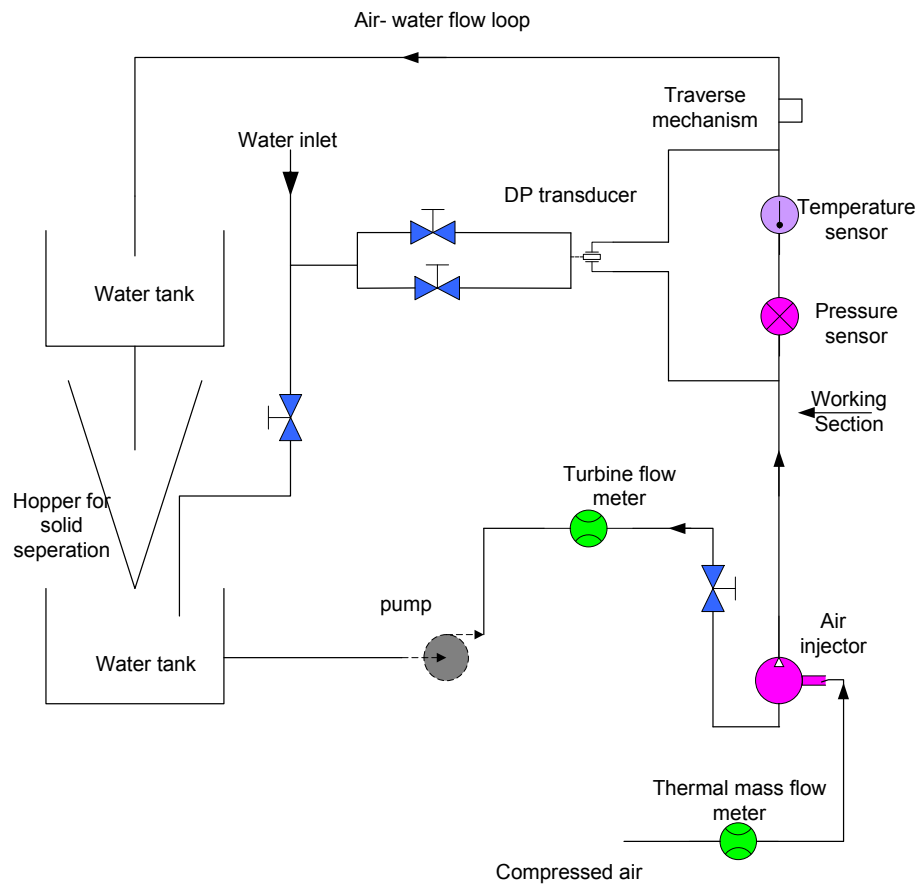 Air- water flow loop
Traverse
mechanism
Water inlet
DP transducer
Temperature
sensor
Water tank
Pressure
sensor
Working
Section
Turbine flow
meter
Hopper for
solid
seperation
pump
Air
injector
Water tank
Thermal mass flow
meter
Compressed air